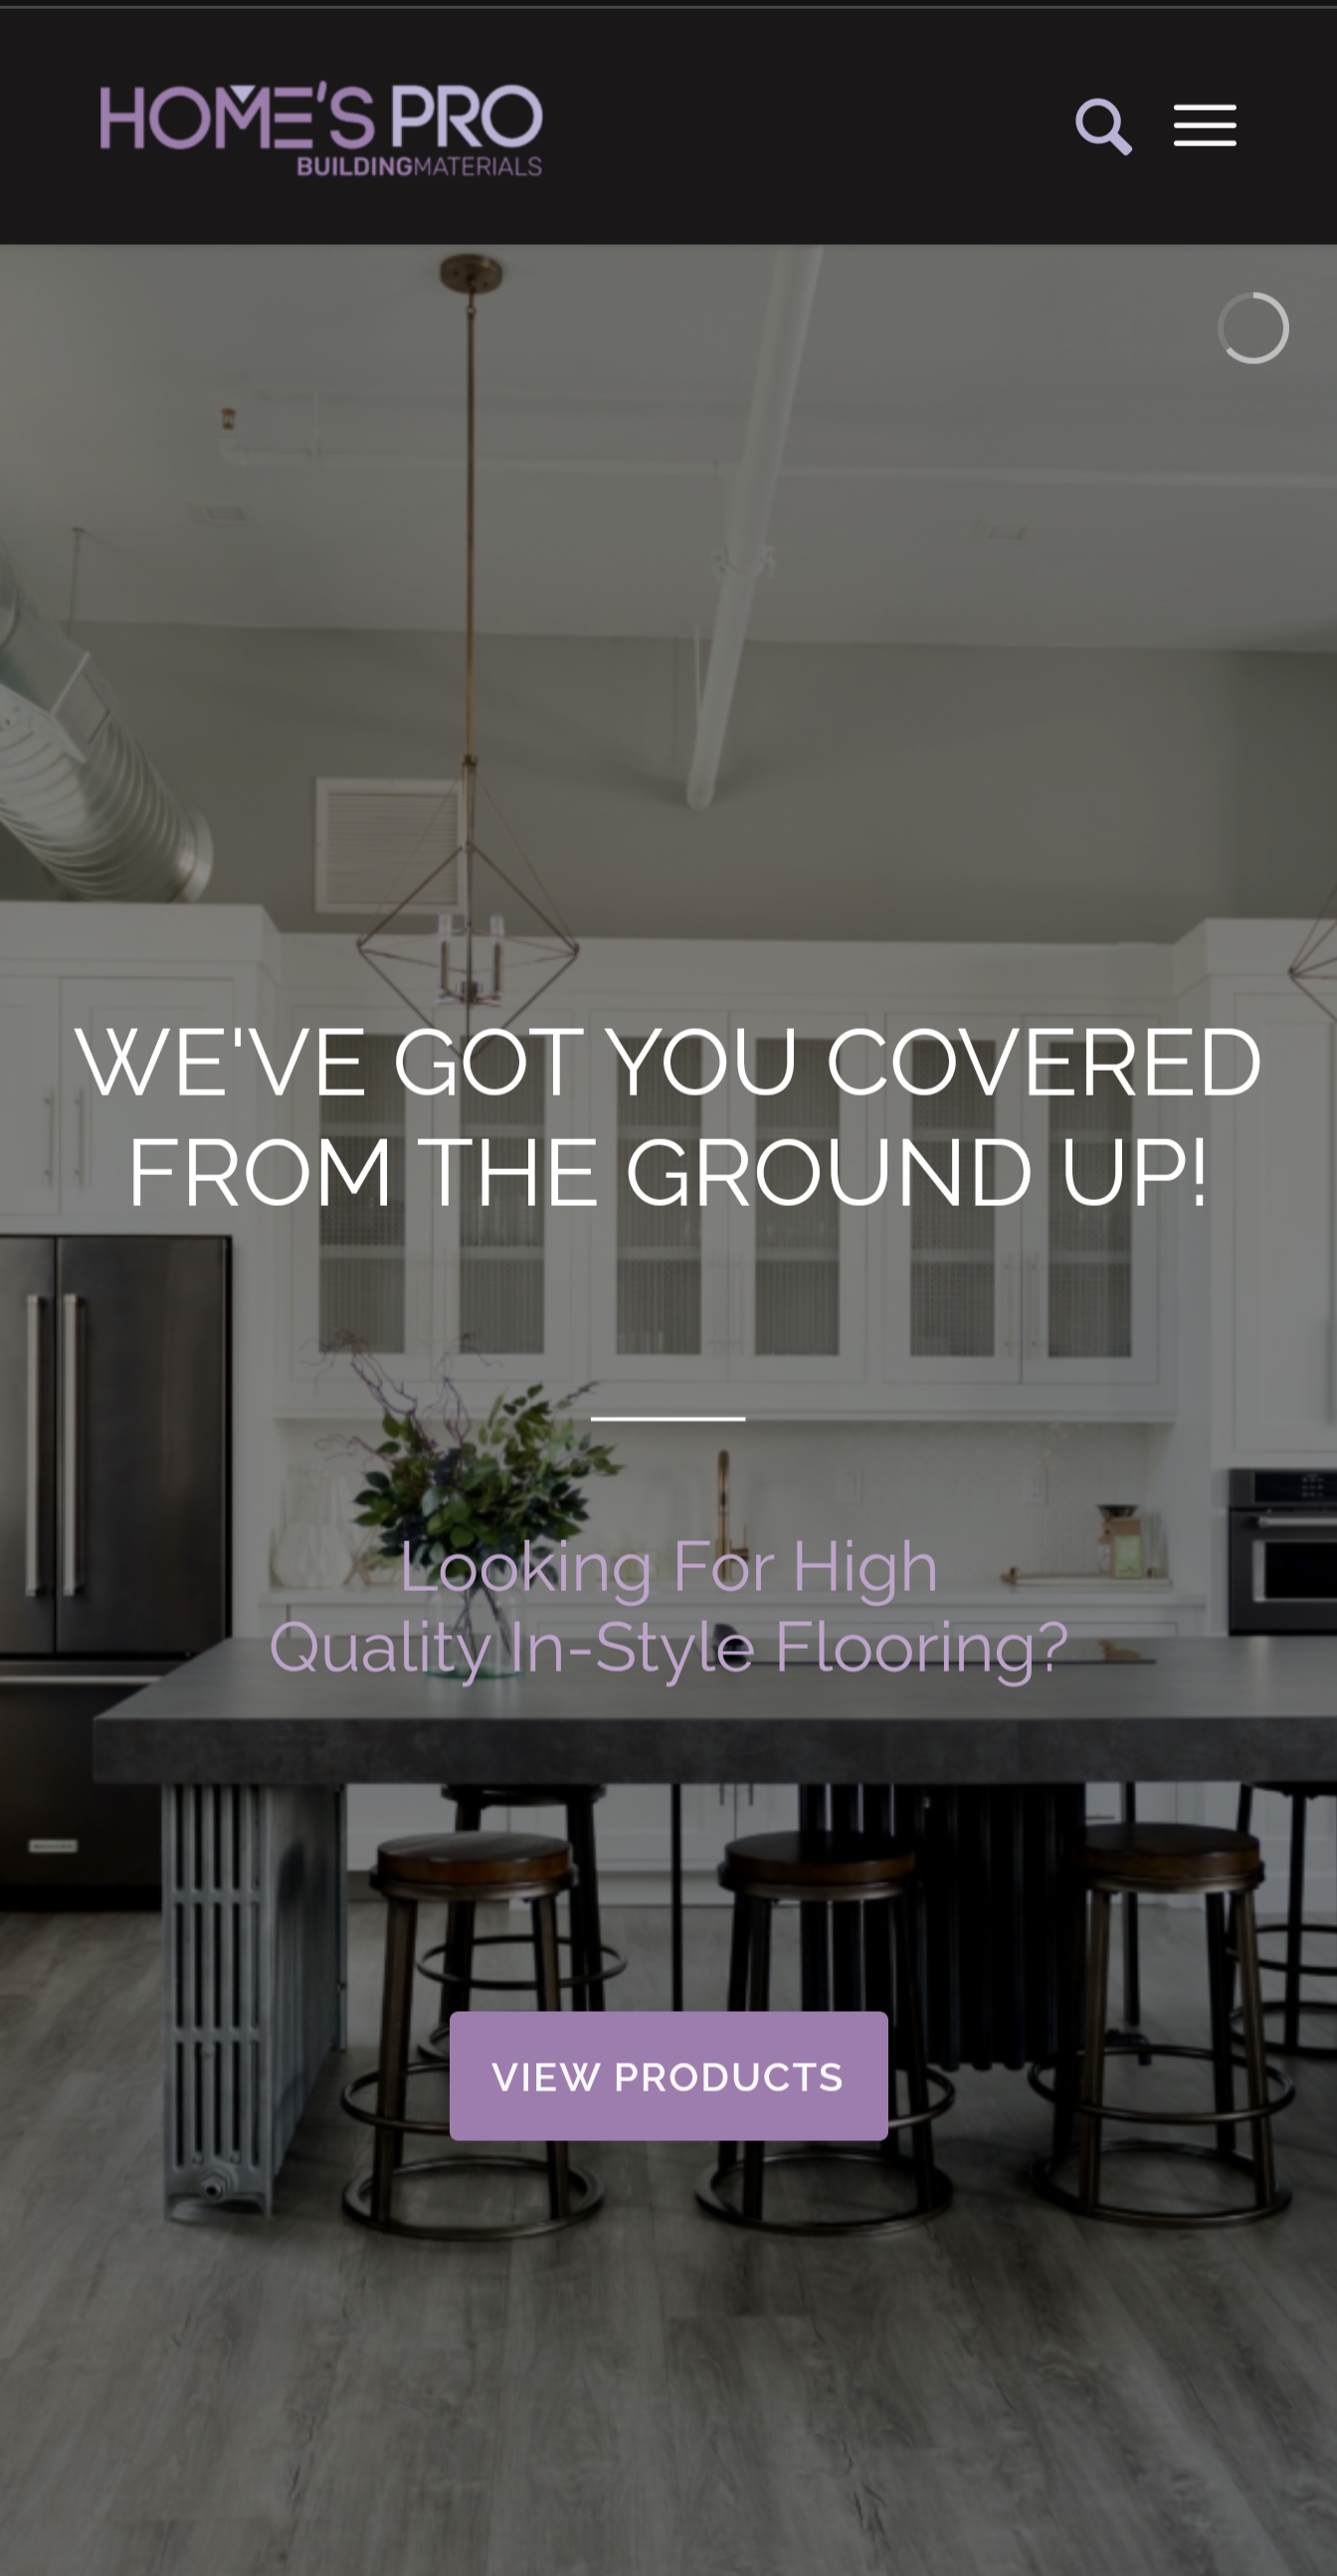 HOME'S PRO
BUILDINGMATERIALS
WE'VE GOT YOU COVERED
FROM THE GROUND UP!
Looking For High
Quality In-Style Flooring?
VIEW PRODUCTS